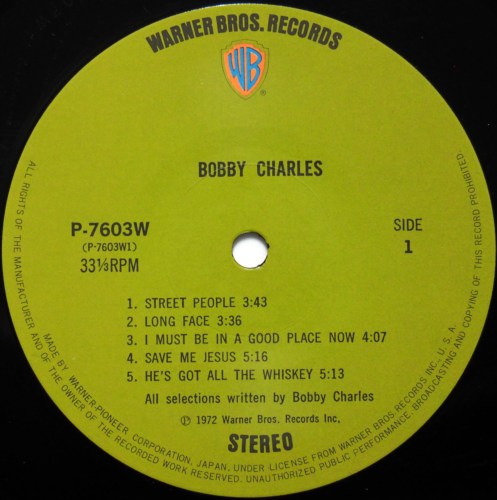 WARNER BROS. RECORDS
WB
®
BOBBY CHARLES
P-7603W
(P-7603W1)
33⅓RPM
SIDE
1
1. STREET PEOPLE 3:43
2. LONG FACE 3:36
3. I MUST BE IN A GOOD PLACE NOW 4:07
4. SAVE ME JESUS 5:16
5. HE'S GOT ALL THE WHISKEY 5:13
All selections written by Bobby Charles
℗ 1972 Warner Bros. Records Inc.
STEREO
ALL RIGHTS OF THE MANUFACTURER AND OF THE OWNER OF THE RECORDED WORK RESERVED. UNAUTHORIZED PUBLIC PERFORMANCE, BROADCASTING AND COPYING OF THIS RECORD PROHIBITED.
MADE BY WARNER-PIONEER CORPORATION, JAPAN, UNDER LICENSE FROM WARNER BROS RECORDS INC., U.S.A.